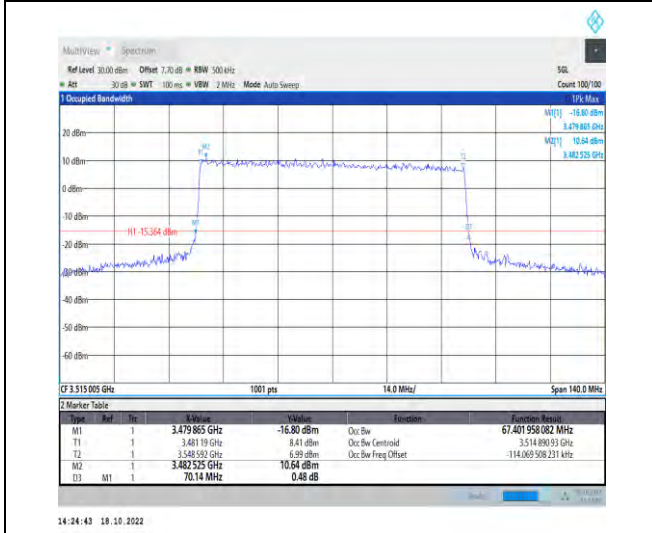 MultiView Spectrum
Ref Level 30.00 dBm Offset 7.70 dB RBW 500 kHz SGL
Att 30 dB SWT 100 ms VBW 2 MHz Mode Auto Sweep Count 100/100
1 Occupied Bandwidth 1Pk Max
M1[1] -16.80 dBm
3.479 865 GHz
M2[1] 10.64 dBm
3.482 525 GHz
20 dBm
M2
10 dBm
0 dBm
-10 dBm
M1
H1 -15.364 dBm
-30 dBm
-40 dBm
-50 dBm
-60 dBm
CF 3.515 005 GHz 1001 pts 14.0 MHz/ Span 140.0 MHz
2 Marker Table
Type Ref Trc X-Value Y-Value Function Function Result
M1 1 3.479 865 GHz -16.80 dBm Occ Bw 67.401 958 082 MHz
T1 1 3.481 19 GHz 8.41 dBm Occ Bw Centroid 3.514 890 93 GHz
T2 1 3.548 592 GHz 6.99 dBm Occ Bw Freq Offset -114.069 508 231 kHz
M2 1 3.482 525 GHz 10.64 dBm
D3 M1 1 70.14 MHz 0.48 dB
14:24:43 18.10.2022